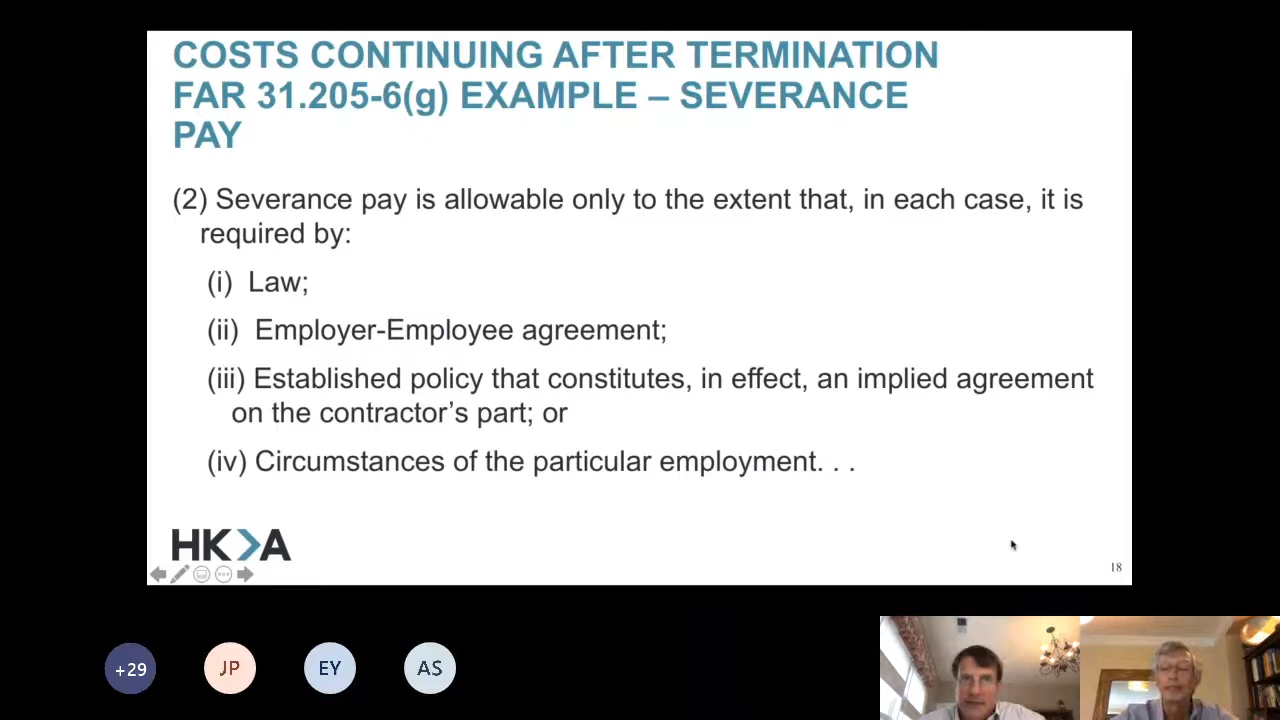 COSTS CONTINUING AFTER TERMINATION
FAR 31.205-6(g) EXAMPLE – SEVERANCE
PAY
(2) Severance pay is allowable only to the extent that, in each case, it is
required by:
(i) Law;
(ii) Employer-Employee agreement;
(iii) Established policy that constitutes, in effect, an implied agreement
on the contractor’s part; or
(iv) Circumstances of the particular employment. . .
HKA
18
+29
JP
EY
AS